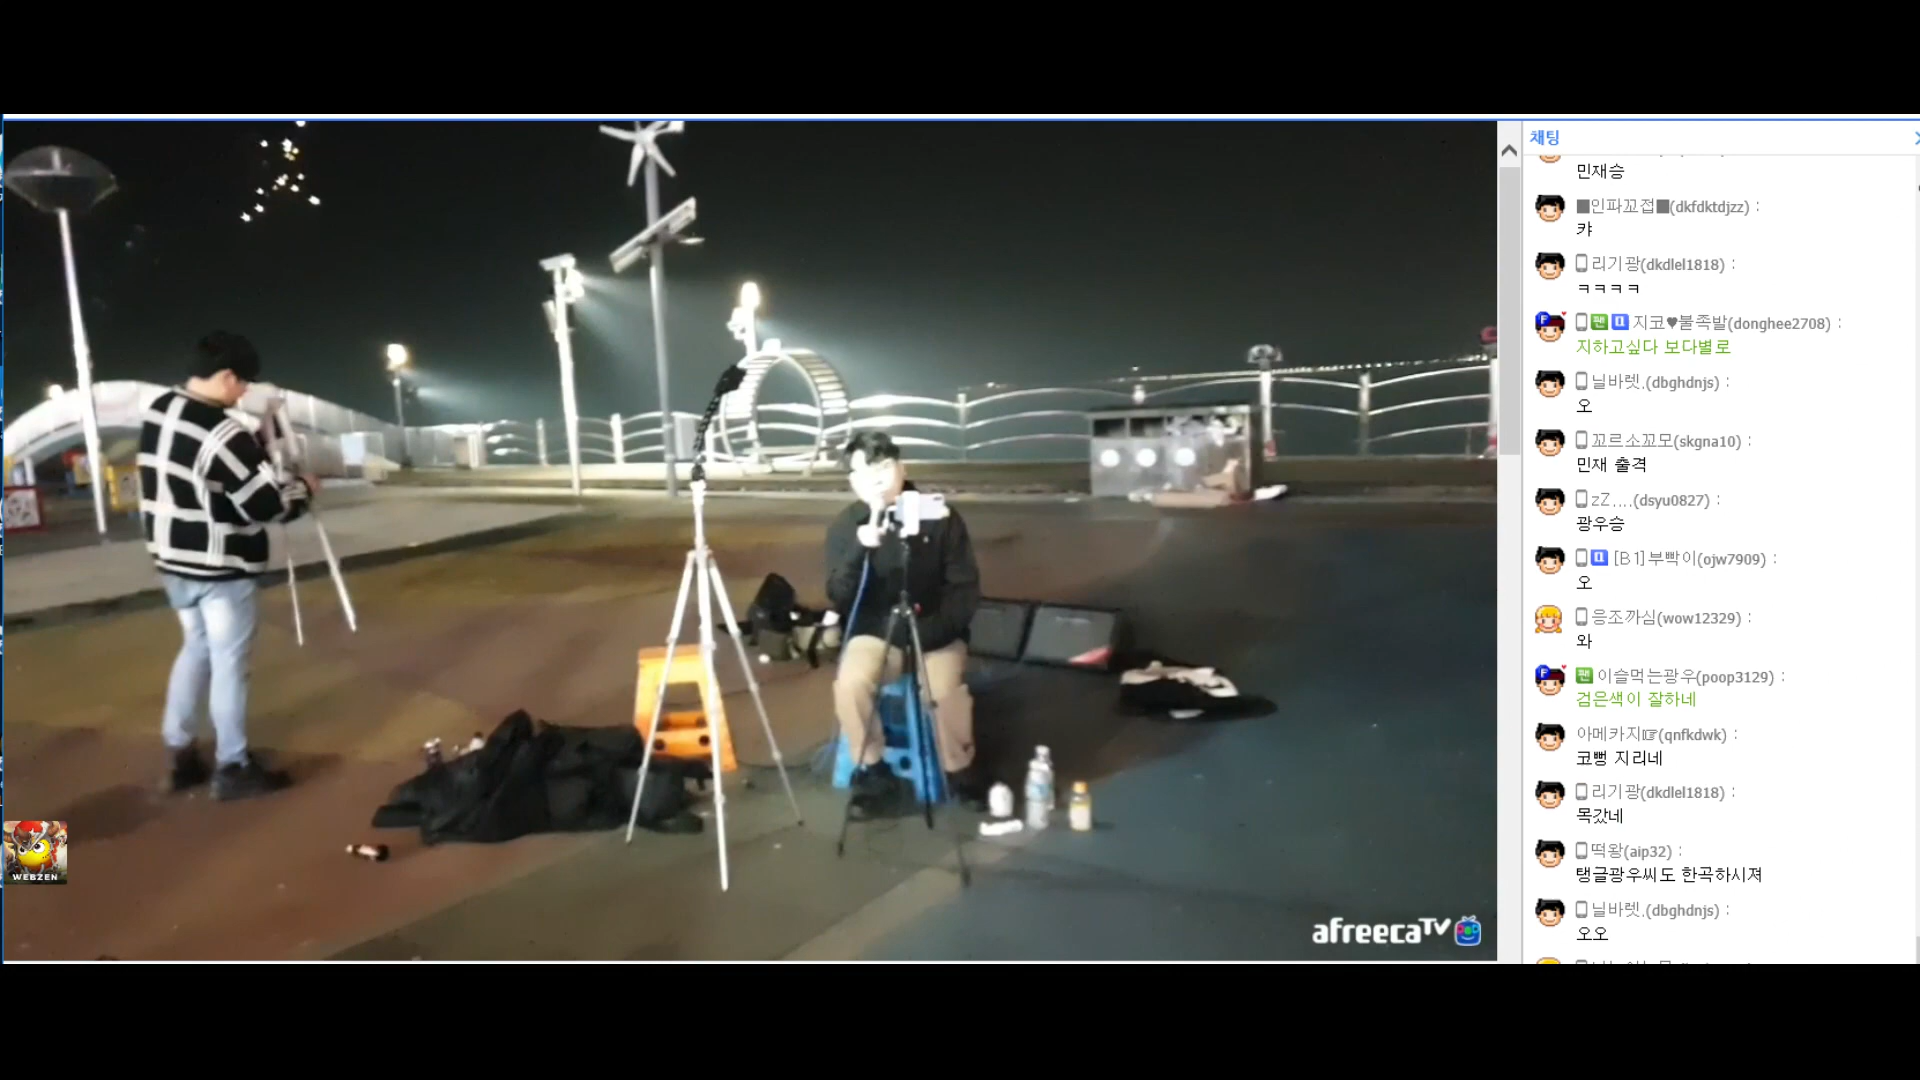 채팅
민재승
■인파꼬접■(dkfdktdjzz) :
캬
리기광(dkdlel1818) :
ㅋㅋㅋㅋ
팬 지코♥불족발(donghee2708) :
지하고싶다 보다별로
닐바렛.(dbghdnjs) :
오
꼬르소꼬모(skgna10) :
민재 출격
zZ....(dsyu0827) :
광우승
[B1]부빡이(ojw7909) :
오
응조까심(wow12329) :
와
팬 이슬먹는광우(poop3129) :
검은색이 잘하네
아메카지☞(qnfkdwk) :
코뻥 지리네
리기광(dkdlel1818) :
목갔네
떡왕(aip32) :
탱글광우씨도 한곡하시져
닐바렛.(dbghdnjs) :
오오
WEBZEN
afreecaTV